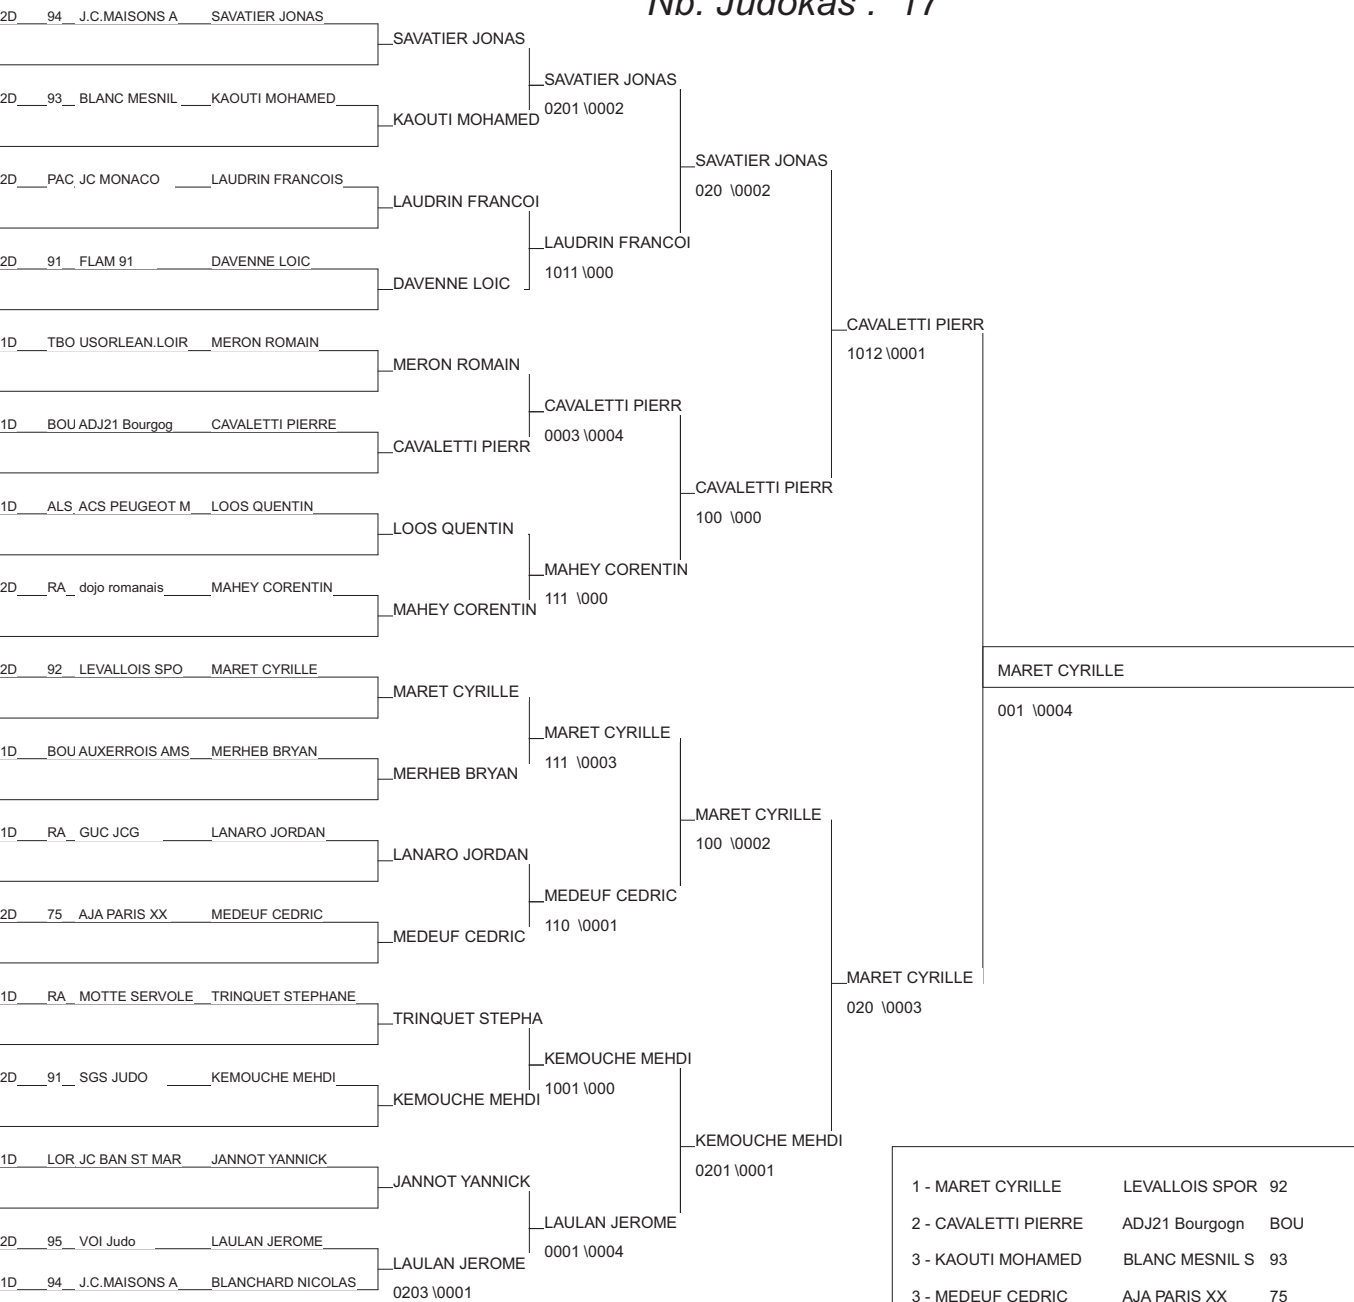 Nb. Judokas : 17
2D 94 J.C.MAISONS A SAVATIER JONAS
SAVATIER JONAS
SAVATIER JONAS
0201 \0002
2D 93 BLANC MESNIL KAOUTI MOHAMED
KAOUTI MOHAMED
SAVATIER JONAS
020 \0002
2D PAC JC MONACO LAUDRIN FRANCOIS
LAUDRIN FRANCOI
LAUDRIN FRANCOI
1011 \000
2D 91 FLAM 91 DAVENNE LOIC
DAVENNE LOIC
CAVALETTI PIERR
1012 \0001
1D TBO USORLEAN.LOIR MERON ROMAIN
MERON ROMAIN
CAVALETTI PIERR
0003 \0004
1D BOU ADJ21 Bourgog CAVALETTI PIERRE
CAVALETTI PIERR
CAVALETTI PIERR
100 \000
1D ALS ACS PEUGEOT M LOOS QUENTIN
LOOS QUENTIN
MAHEY CORENTIN
111 \000
2D RA dojo romanais MAHEY CORENTIN
MAHEY CORENTIN
MARET CYRILLE
001 \0004
2D 92 LEVALLOIS SPO MARET CYRILLE
MARET CYRILLE
MARET CYRILLE
111 \0003
1D BOU AUXERROIS AMS MERHEB BRYAN
MERHEB BRYAN
MARET CYRILLE
100 \0002
1D RA GUC JCG LANARO JORDAN
LANARO JORDAN
MEDEUF CEDRIC
110 \0001
2D 75 AJA PARIS XX MEDEUF CEDRIC
MEDEUF CEDRIC
MARET CYRILLE
020 \0003
1D RA MOTTE SERVOLE TRINQUET STEPHANE
TRINQUET STEPHA
KEMOUCHE MEHDI
1001 \000
2D 91 SGS JUDO KEMOUCHE MEHDI
KEMOUCHE MEHDI
KEMOUCHE MEHDI
0201 \0001
1D LOR JC BAN ST MAR JANNOT YANNICK
JANNOT YANNICK
LAULAN JEROME
0001 \0004
2D 95 VOI Judo LAULAN JEROME
LAULAN JEROME
0203 \0001
1D 94 J.C.MAISONS A BLANCHARD NICOLAS
1 - MARET CYRILLE LEVALLOIS SPOR 92
2 - CAVALETTI PIERRE ADJ21 Bourgogn BOU
3 - KAOUTI MOHAMED BLANC MESNIL S 93
3 - MEDEUF CEDRIC AJA PARIS XX 75